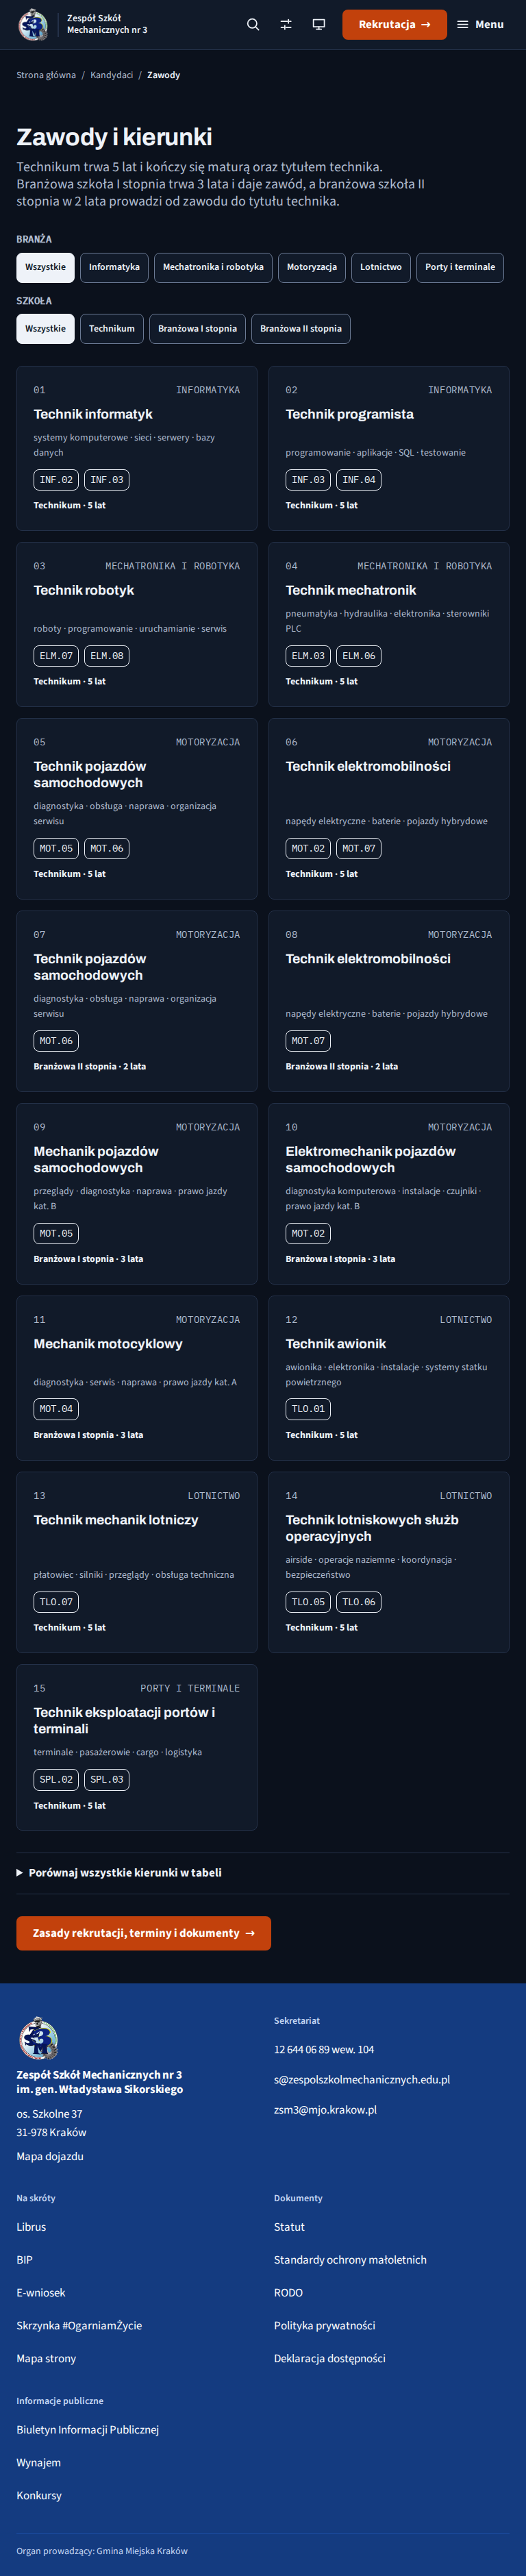 Zespół Szkół
Mechanicznych nr 3
Rekrutacja →
Menu
Strona główna / Kandydaci / Zawody
Zawody i kierunki
Technikum trwa 5 lat i kończy się maturą oraz tytułem technika.
Branżowa szkoła I stopnia trwa 3 lata i daje zawód, a branżowa szkoła II
stopnia w 2 lata prowadzi od zawodu do tytułu technika.
BRANŻA
Wszystkie Informatyka Mechatronika i robotyka Motoryzacja Lotnictwo Porty i terminale
SZKOŁA
Wszystkie Technikum Branżowa I stopnia Branżowa II stopnia
01 INFORMATYKA
Technik informatyk
systemy komputerowe · sieci · serwery · bazy
danych
INF.02 INF.03
Technikum · 5 lat
02 INFORMATYKA
Technik programista
programowanie · aplikacje · SQL · testowanie
INF.03 INF.04
Technikum · 5 lat
03 MECHATRONIKA I ROBOTYKA
Technik robotyk
roboty · programowanie · uruchamianie · serwis
ELM.07 ELM.08
Technikum · 5 lat
04 MECHATRONIKA I ROBOTYKA
Technik mechatronik
pneumatyka · hydraulika · elektronika · sterowniki
PLC
ELM.03 ELM.06
Technikum · 5 lat
05 MOTORYZACJA
Technik pojazdów
samochodowych
diagnostyka · obsługa · naprawa · organizacja
serwisu
MOT.05 MOT.06
Technikum · 5 lat
06 MOTORYZACJA
Technik elektromobilności
napędy elektryczne · baterie · pojazdy hybrydowe
MOT.02 MOT.07
Technikum · 5 lat
07 MOTORYZACJA
Technik pojazdów
samochodowych
diagnostyka · obsługa · naprawa · organizacja
serwisu
MOT.06
Branżowa II stopnia · 2 lata
08 MOTORYZACJA
Technik elektromobilności
napędy elektryczne · baterie · pojazdy hybrydowe
MOT.07
Branżowa II stopnia · 2 lata
09 MOTORYZACJA
Mechanik pojazdów
samochodowych
przeglądy · diagnostyka · naprawa · prawo jazdy
kat. B
MOT.05
Branżowa I stopnia · 3 lata
10 MOTORYZACJA
Elektromechanik pojazdów
samochodowych
diagnostyka komputerowa · instalacje · czujniki ·
prawo jazdy kat. B
MOT.02
Branżowa I stopnia · 3 lata
11 MOTORYZACJA
Mechanik motocyklowy
diagnostyka · serwis · naprawa · prawo jazdy kat. A
MOT.04
Branżowa I stopnia · 3 lata
12 LOTNICTWO
Technik awionik
awionika · elektronika · instalacje · systemy statku
powietrznego
TLO.01
Technikum · 5 lat
13 LOTNICTWO
Technik mechanik lotniczy
płatowiec · silniki · przeglądy · obsługa techniczna
TLO.07
Technikum · 5 lat
14 LOTNICTWO
Technik lotniskowych służb
operacyjnych
airside · operacje naziemne · koordynacja ·
bezpieczeństwo
TLO.05 TLO.06
Technikum · 5 lat
15 PORTY I TERMINALE
Technik eksploatacji portów i
terminali
terminale · pasażerowie · cargo · logistyka
SPL.02 SPL.03
Technikum · 5 lat
Porównaj wszystkie kierunki w tabeli
Zasady rekrutacji, terminy i dokumenty →
Zespół Szkół Mechanicznych nr 3
im. gen. Władysława Sikorskiego
os. Szkolne 37
31-978 Kraków
Mapa dojazdu
Sekretariat
12 644 06 89 wew. 104
s@zespolszkolmechanicznych.edu.pl
zsm3@mjo.krakow.pl
Na skróty
Librus
BIP
E-wniosek
Skrzynka #OgarniamŻycie
Mapa strony
Dokumenty
Statut
Standardy ochrony małoletnich
RODO
Polityka prywatności
Deklaracja dostępności
Informacje publiczne
Biuletyn Informacji Publicznej
Wynajem
Konkursy
Organ prowadzący: Gmina Miejska Kraków